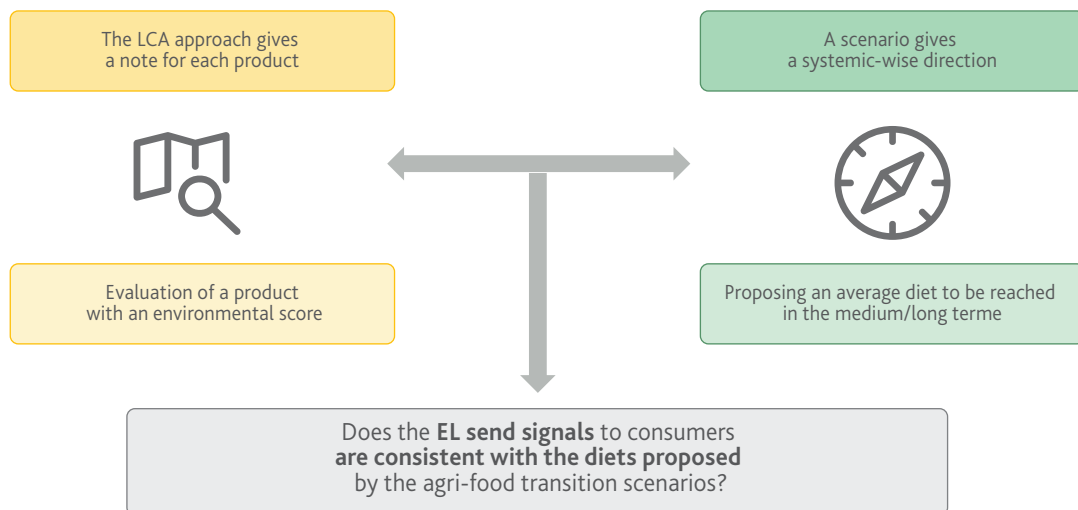 The LCA approach gives
a note for each product
A scenario gives
a systemic-wise direction
Evaluation of a product
with an environmental score
Proposing an average diet to be reached
in the medium/long terme
Does the EL send signals to consumers
are consistent with the diets proposed
by the agri-food transition scenarios?